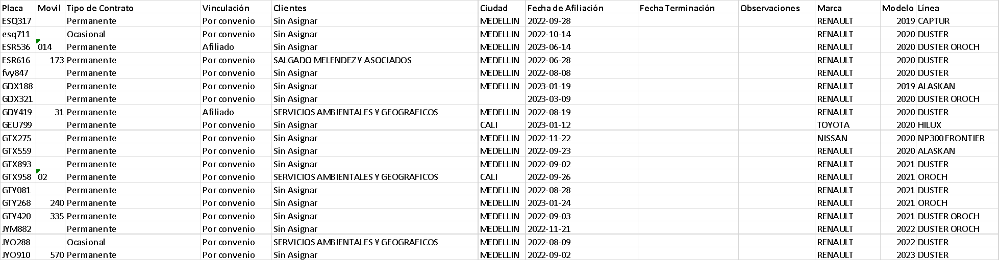 Placa Movil Tipo de Contrato Vinculación Clientes Ciudad Fecha de Afiliación Fecha Terminación Observaciones Marca Modelo Línea
ESQ317 Permanente Por convenio Sin Asignar MEDELLIN 2022-09-28 RENAULT 2019 CAPTUR
esq711 Ocasional Por convenio Sin Asignar MEDELLIN 2022-10-14 RENAULT 2020 DUSTER
ESR536 014 Permanente Afiliado Sin Asignar MEDELLIN 2023-06-14 RENAULT 2020 DUSTER OROCH
ESR616 173 Permanente Por convenio SALGADO MELENDEZ Y ASOCIADOS MEDELLIN 2022-06-28 RENAULT 2020 DUSTER
fvy847 Permanente Por convenio Sin Asignar MEDELLIN 2022-08-08 RENAULT 2020 DUSTER
GDX188 Permanente Por convenio Sin Asignar MEDELLIN 2023-01-19 RENAULT 2019 ALASKAN
GDX321 Permanente Por convenio Sin Asignar 2023-03-09 RENAULT 2020 DUSTER OROCH
GDY419 31 Permanente Afiliado SERVICIOS AMBIENTALES Y GEOGRAFICOS MEDELLIN 2022-08-19 RENAULT 2020 DUSTER
GEU799 Permanente Por convenio Sin Asignar CALI 2023-01-12 TOYOTA 2020 HILUX
GTX275 Permanente Por convenio Sin Asignar MEDELLIN 2022-11-22 NISSAN 2020 NP300 FRONTIER
GTX559 Permanente Por convenio Sin Asignar MEDELLIN 2022-09-23 RENAULT 2020 ALASKAN
GTX893 Permanente Por convenio Sin Asignar MEDELLIN 2022-09-02 RENAULT 2021 DUSTER
GTX958 02 Permanente Por convenio SERVICIOS AMBIENTALES Y GEOGRAFICOS CALI 2022-09-26 RENAULT 2021 OROCH
GTY081 Permanente Por convenio Sin Asignar MEDELLIN 2022-08-28 RENAULT 2021 DUSTER
GTY268 240 Permanente Por convenio Sin Asignar MEDELLIN 2023-01-24 RENAULT 2021 OROCH
GTY420 335 Permanente Por convenio Sin Asignar MEDELLIN 2022-09-03 RENAULT 2021 DUSTER OROCH
JYM882 Permanente Por convenio Sin Asignar MEDELLIN 2022-11-21 RENAULT 2022 DUSTER OROCH
JYO288 Ocasional Por convenio SERVICIOS AMBIENTALES Y GEOGRAFICOS MEDELLIN 2022-08-09 RENAULT 2022 DUSTER
JYO910 570 Permanente Por convenio Sin Asignar MEDELLIN 2022-09-02 RENAULT 2023 DUSTER